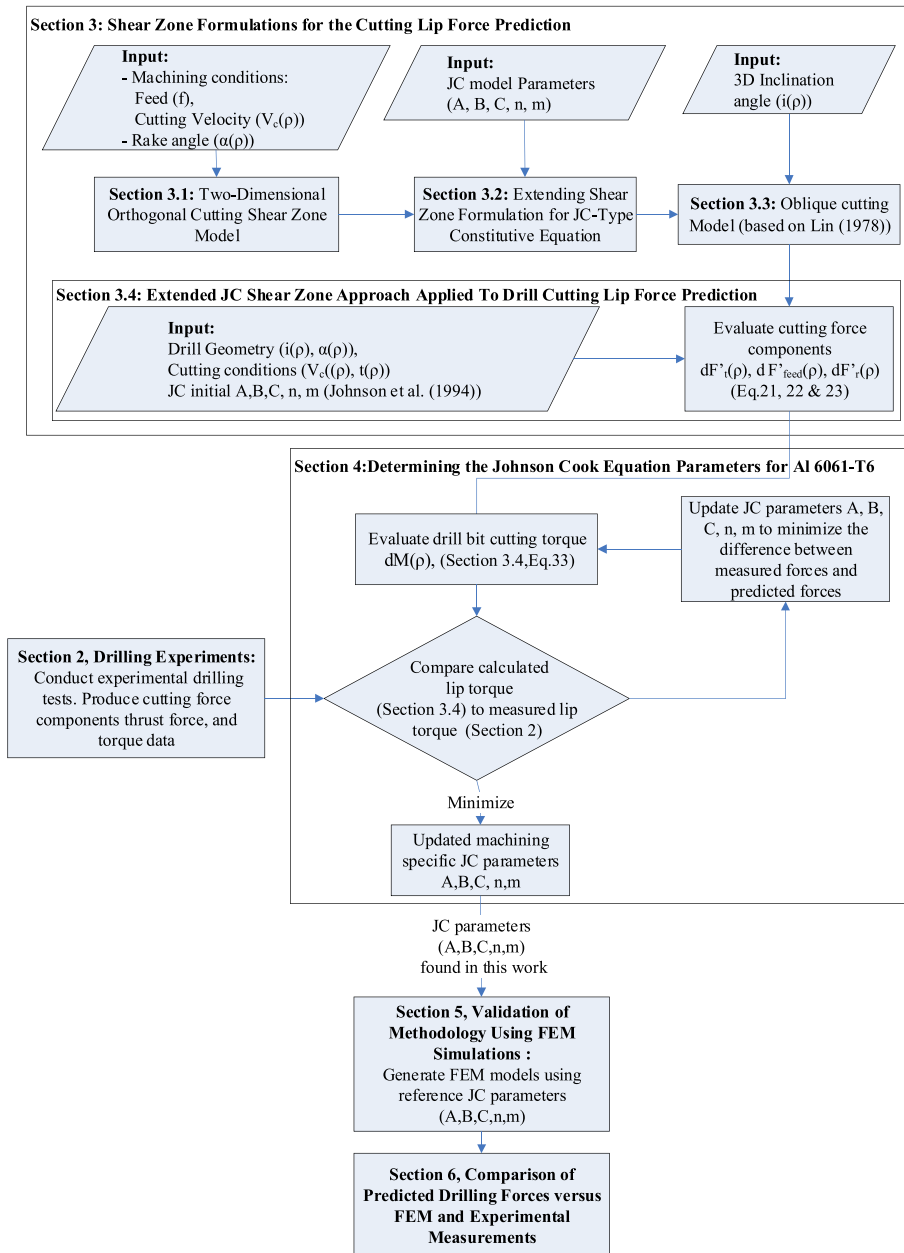 Section 3: Shear Zone Formulations for the Cutting Lip Force Prediction
Input:
- Machining conditions:
Feed (f),
Cutting Velocity (Vc(ρ))
- Rake angle (α(ρ))
Input:
JC model Parameters
(A, B, C, n, m)
Input:
3D Inclination
angle (i(ρ))
Section 3.1: Two-Dimensional
Orthogonal Cutting Shear Zone
Model
Section 3.2: Extending Shear
Zone Formulation for JC-Type
Constitutive Equation
Section 3.3: Oblique cutting
Model (based on Lin (1978))
Section 3.4: Extended JC Shear Zone Approach Applied To Drill Cutting Lip Force Prediction
Input:
Drill Geometry (i(ρ), α(ρ)),
Cutting conditions (Vc((ρ), t(ρ))
JC initial A,B,C, n, m (Johnson et al. (1994))
Evaluate cutting force
components
dF't(ρ), d F'feed(ρ), dF'r(ρ)
(Eq.21, 22 & 23)
Section 4:Determining the Johnson Cook Equation Parameters for Al 6061-T6
Evaluate drill bit cutting torque
dM(ρ), (Section 3.4,Eq.33)
Update JC parameters A, B,
C, n, m to minimize the
difference between
measured forces and
predicted forces
Section 2, Drilling Experiments:
Conduct experimental drilling
tests. Produce cutting force
components thrust force, and
torque data
Compare calculated
lip torque
(Section 3.4) to measured lip
torque (Section 2)
Minimize
Updated machining
specific JC parameters
A,B,C, n,m
JC parameters
(A,B,C,n,m)
found in this work
Section 5, Validation of
Methodology Using FEM
Simulations :
Generate FEM models using
reference JC parameters
(A,B,C,n,m)
Section 6, Comparison of
Predicted Drilling Forces versus
FEM and Experimental
Measurements